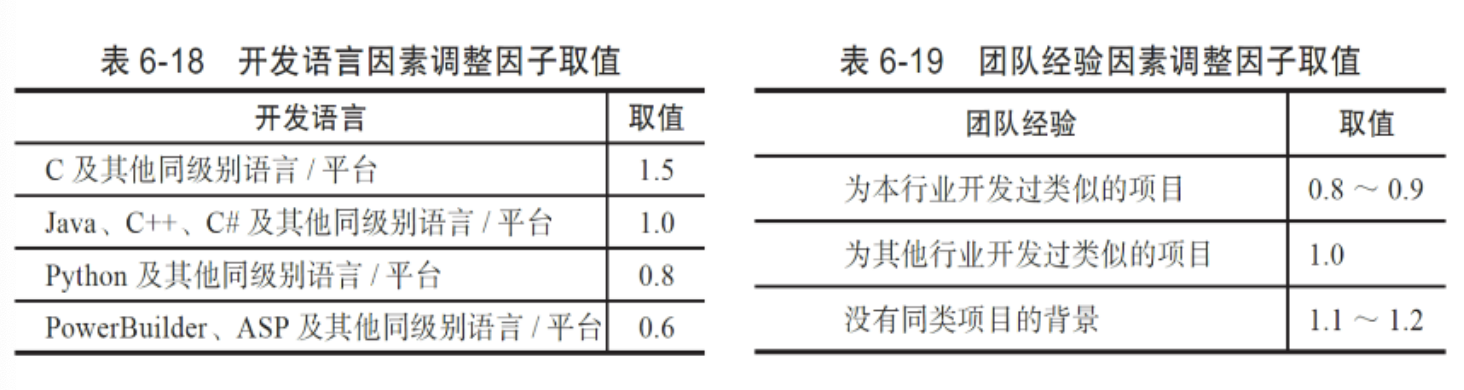 表 6-18 开发语言因素调整因子取值
开发语言 取值
C 及其他同级别语言 / 平台 1.5
Java、C++、C# 及其他同级别语言 / 平台 1.0
Python 及其他同级别语言 / 平台 0.8
PowerBuilder、ASP 及其他同级别语言 / 平台 0.6
表 6-19 团队经验因素调整因子取值
团队经验 取值
为本行业开发过类似的项目 0.8 ～ 0.9
为其他行业开发过类似的项目 1.0
没有同类项目的背景 1.1 ～ 1.2